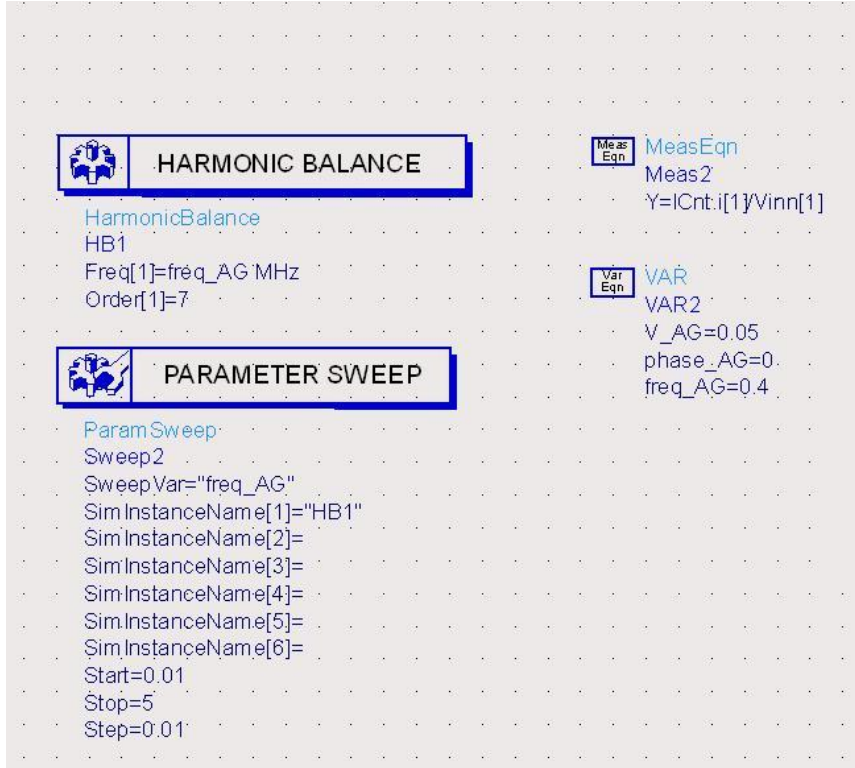 HARMONIC BALANCE
HarmonicBalance
HB1
Freq[1]=freq_AG MHz
Order[1]=7
PARAMETER SWEEP
ParamSweep
Sweep2
SweepVar="freq_AG"
SimInstanceName[1]="HB1"
SimInstanceName[2]=
SimInstanceName[3]=
SimInstanceName[4]=
SimInstanceName[5]=
SimInstanceName[6]=
Start=0.01
Stop=5
Step=0.01
Meas
Eqn
MeasEqn
Meas2
Y=ICnt.i[1]/Vinn[1]
Var
Eqn
VAR
VAR2
V_AG=0.05
phase_AG=0
freq_AG=0.4